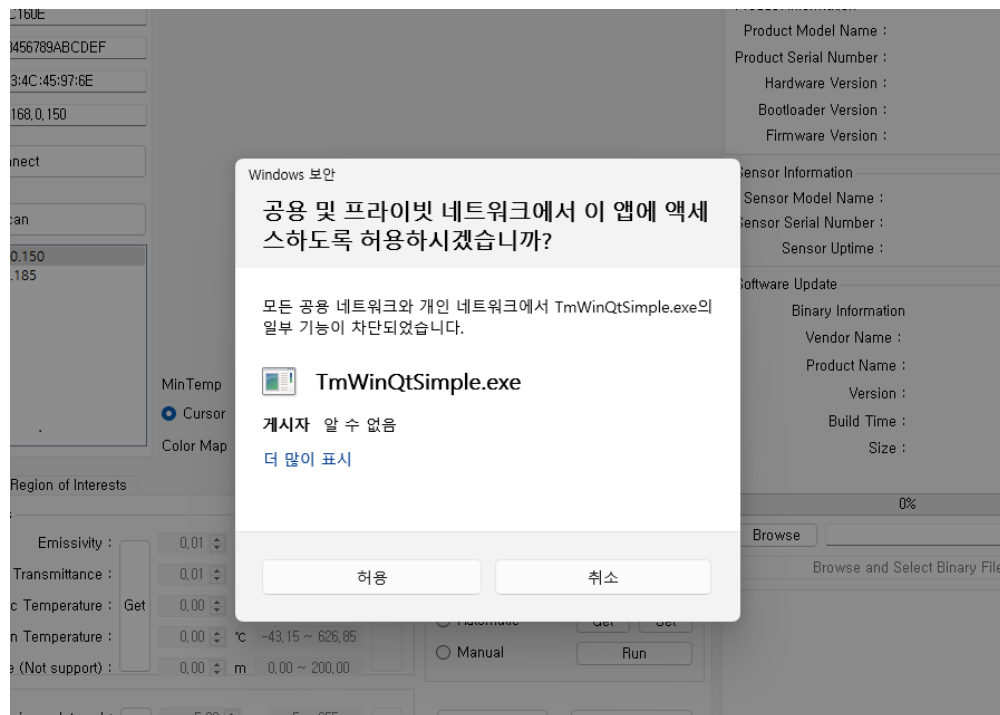 C160E
3456789ABCDEF
3:4C:45:97:6E
168,0,150
nnect
can
0.150
.185
MinTemp
Cursor
Color Map
Region of Interests
Emissivity :
0,01
Transmittance :
0,01
c Temperature :
Get
0,00
n Temperature :
0,00
℃
-43,15 ~ 626,85
e (Not support) :
0,00
m
0,00 ~ 200,00
Windows 보안
공용 및 프라이빗 네트워크에서 이 앱에 액세
스하도록 허용하시겠습니까?
모든 공용 네트워크와 개인 네트워크에서 TmWinQtSimple.exe의
일부 기능이 차단되었습니다.
TmWinQtSimple.exe
게시자 알 수 없음
더 많이 표시
허용
취소
Automatic
Get
Set
Manual
Run
Product Information
Product Model Name :
Product Serial Number :
Hardware Version :
Bootloader Version :
Firmware Version :
Sensor Information
Sensor Model Name :
Sensor Serial Number :
Sensor Uptime :
Software Update
Binary Information
Vendor Name :
Product Name :
Version :
Build Time :
Size :
0%
Browse
Browse and Select Binary File